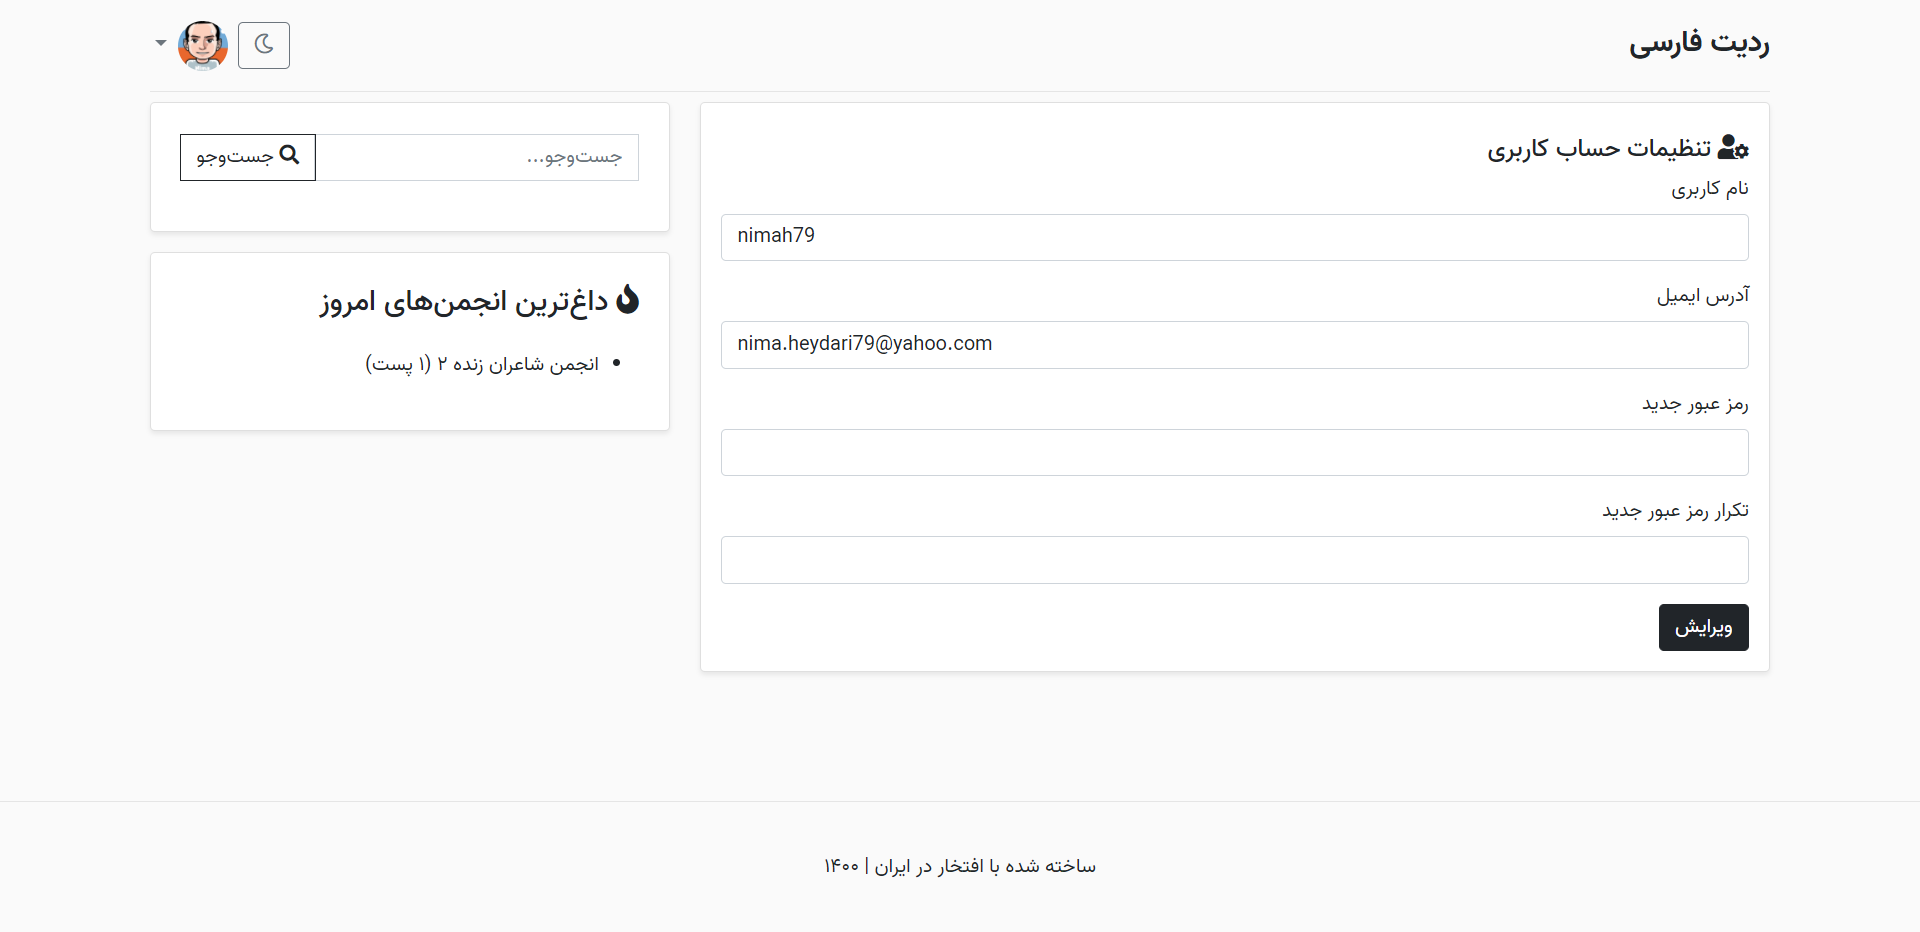 ردیت فارسی
تنظیمات حساب کاربری
نام کاربری
nimah79
آدرس ایمیل
nima.heydari79@yahoo.com
رمز عبور جدید
تکرار رمز عبور جدید
ویرایش
جست‌وجو...
جست‌وجو
داغ‌ترین انجمن‌های امروز
انجمن شاعران زنده ۲ (۱ پست)
ساخته شده با افتخار در ایران | ۱۴۰۰